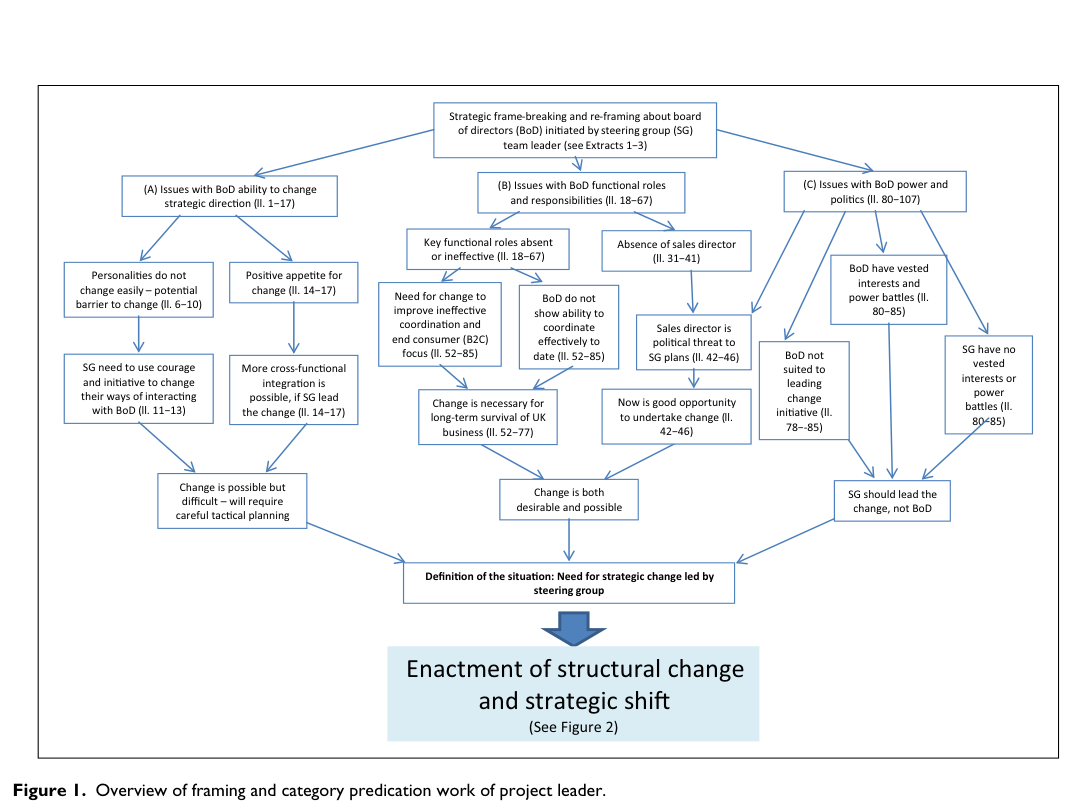 Strategic frame-breaking and re-framing about board
of directors (BoD) initiated by steering group (SG)
team leader (see Extracts 1–3)
(A) Issues with BoD ability to change
strategic direction (ll. 1–17)
(B) Issues with BoD functional roles
and responsibilities (ll. 18–67)
(C) Issues with BoD power and
politics (ll. 80–107)
Personalities do not
change easily – potential
barrier to change (ll. 6–10)
Positive appetite for
change (ll. 14–17)
Key functional roles absent
or ineffective (ll. 18–67)
Absence of sales director
(ll. 31–41)
BoD have vested
interests and
power battles (ll.
80–85)
Need for change to
improve ineffective
coordination and
end consumer (B2C)
focus (ll. 52–85)
BoD do not
show ability to
coordinate
effectively to
date (ll. 52–85)
Sales director is
political threat to
SG plans (ll. 42–46)
BoD not
suited to
leading
change
initiative (ll.
78–-85)
SG have no
vested
interests or
power
battles (ll.
80–85)
SG need to use courage
and initiative to change
their ways of interacting
with BoD (ll. 11–13)
More cross-functional
integration is
possible, if SG lead
the change (ll. 14–17)
Change is necessary for
long-term survival of UK
business (ll. 52–77)
Now is good opportunity
to undertake change (ll.
42–46)
Change is possible but
difficult – will require
careful tactical planning
Change is both
desirable and possible
SG should lead the
change, not BoD
Definition of the situation: Need for strategic change led by
steering group
Enactment of structural change
and strategic shift
(See Figure 2)
Figure 1. Overview of framing and category predication work of project leader.